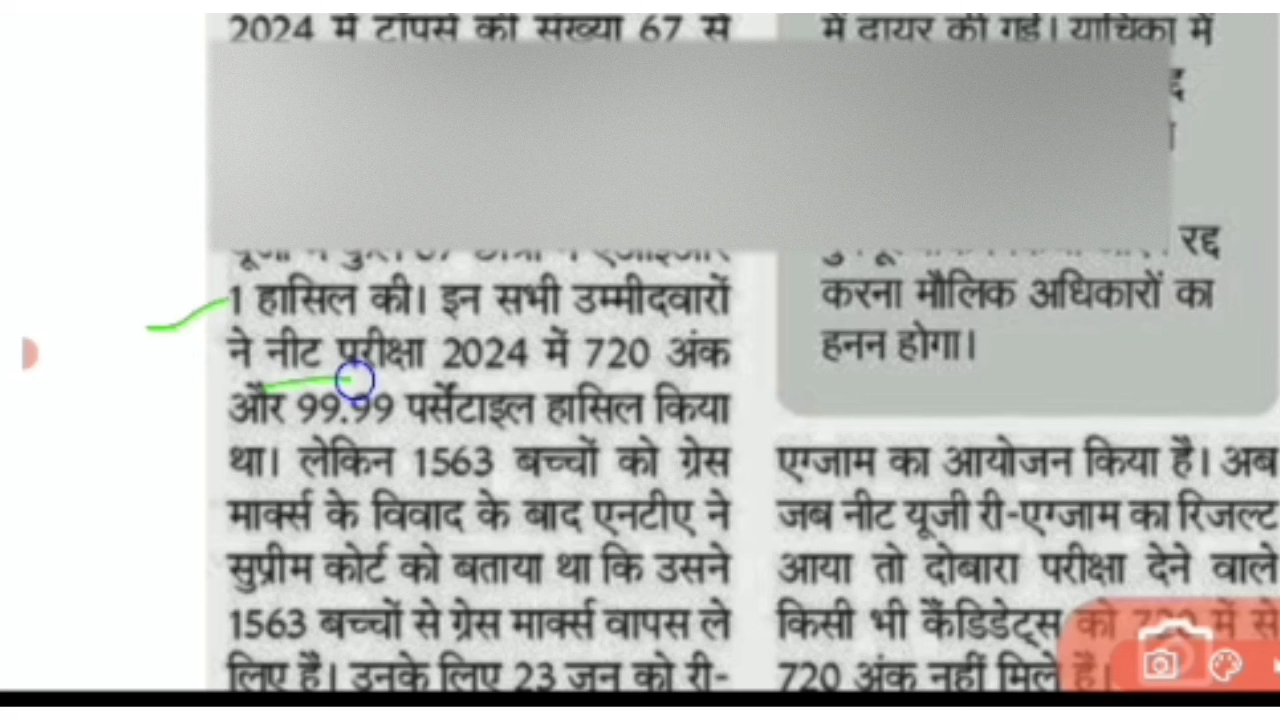 2024 में टॉपर्स की संख्या 67 से
1 हासिल की। इन सभी उम्मीदवारों
ने नीट परीक्षा 2024 में 720 अंक
और 99.99 पर्सेंटाइल हासिल किया
था। लेकिन 1563 बच्चों को ग्रेस
मार्क्स के विवाद के बाद एनटीए ने
सुप्रीम कोर्ट को बताया था कि उसने
1563 बच्चों से ग्रेस मार्क्स वापस ले
लिए है। उनके लिए 23 जून को री-
में दायर की गई। याचिका में
रद्द
करना मौलिक अधिकारों का
हनन होगा।
एग्जाम का आयोजन किया है। अब
जब नीट यूजी री-एग्जाम का रिजल्ट
आया तो दोबारा परीक्षा देने वाले
किसी भी कैंडिडेट्स को 720 में से
720 अंक नहीं मिले है।